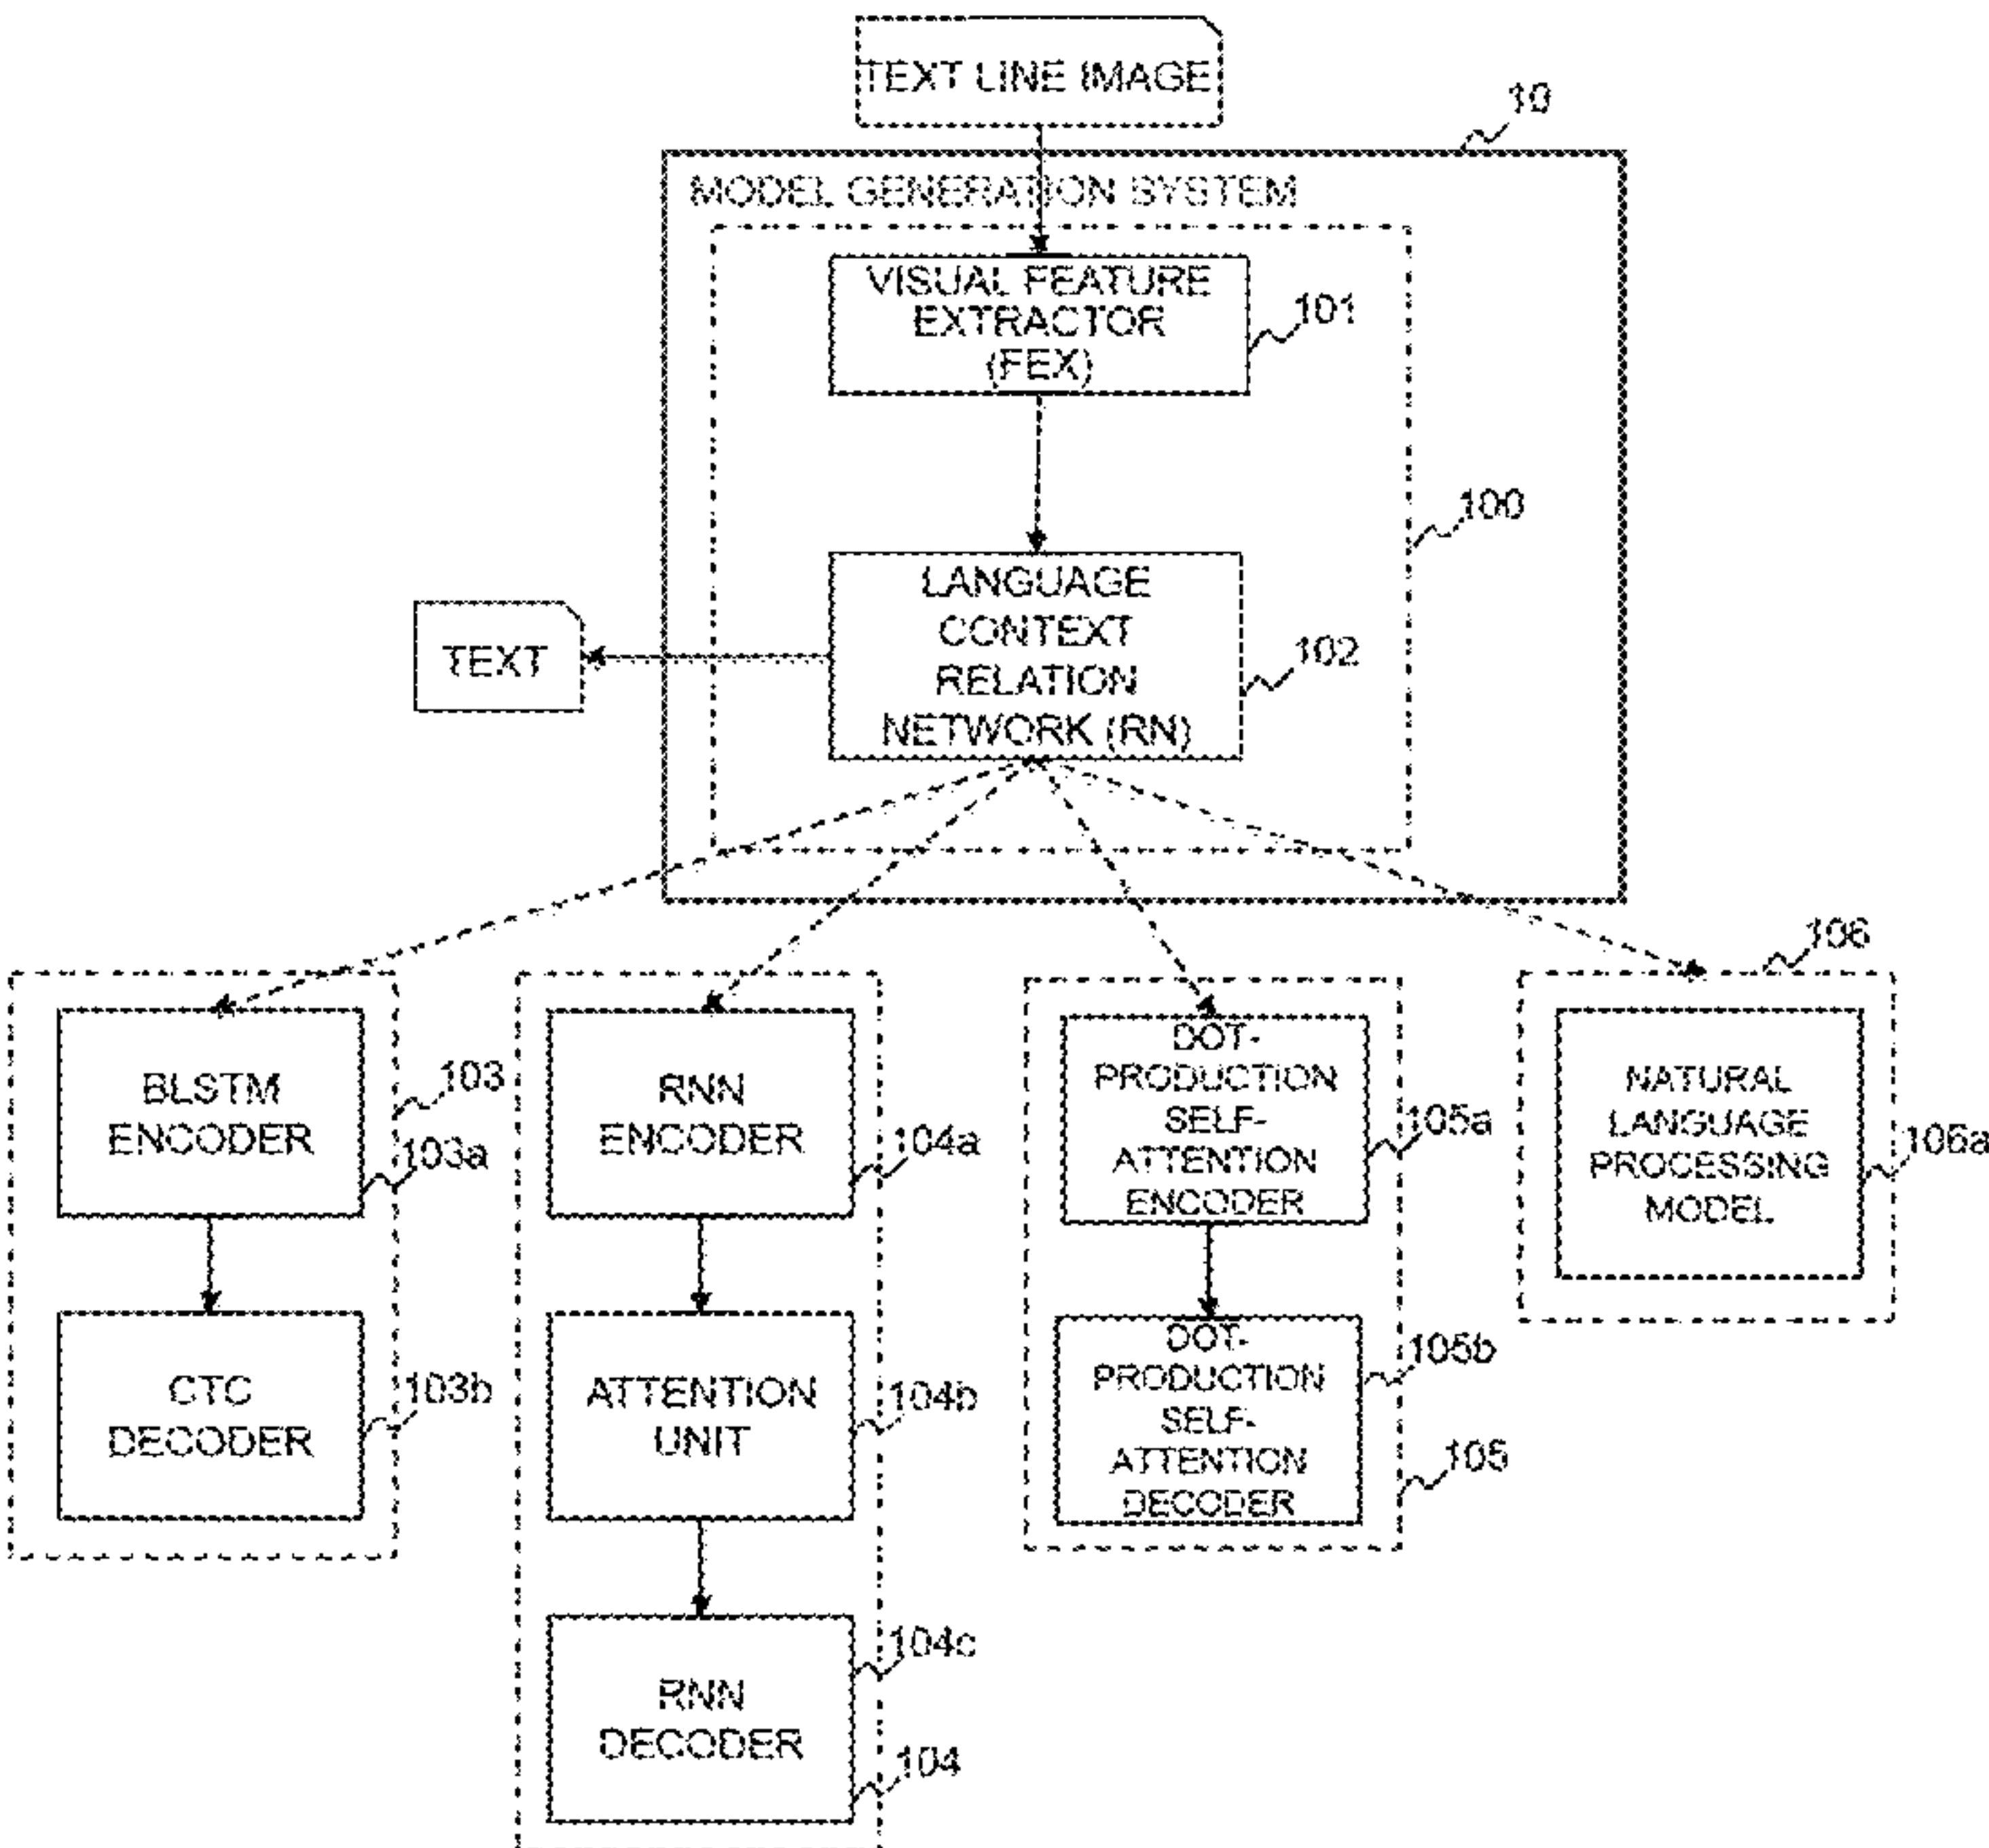 TEXT LINE IMAGE
10
MODEL GENERATION SYSTEM
VISUAL FEATURE
EXTRACTOR
(FEX)
101
100
LANGUAGE
CONTEXT
RELATION
NETWORK (RN)
102
TEXT
106
BLSTM
ENCODER
103
103a
RNN
ENCODER
104a
DOT-
PRODUCTION
SELF-
ATTENTION
ENCODER
105a
NATURAL
LANGUAGE
PROCESSING
MODEL
106a
CTC
DECODER
103b
ATTENTION
UNIT
104b
DOT-
PRODUCTION
SELF-
ATTENTION
DECODER
105b
105
RNN
DECODER
104c
104